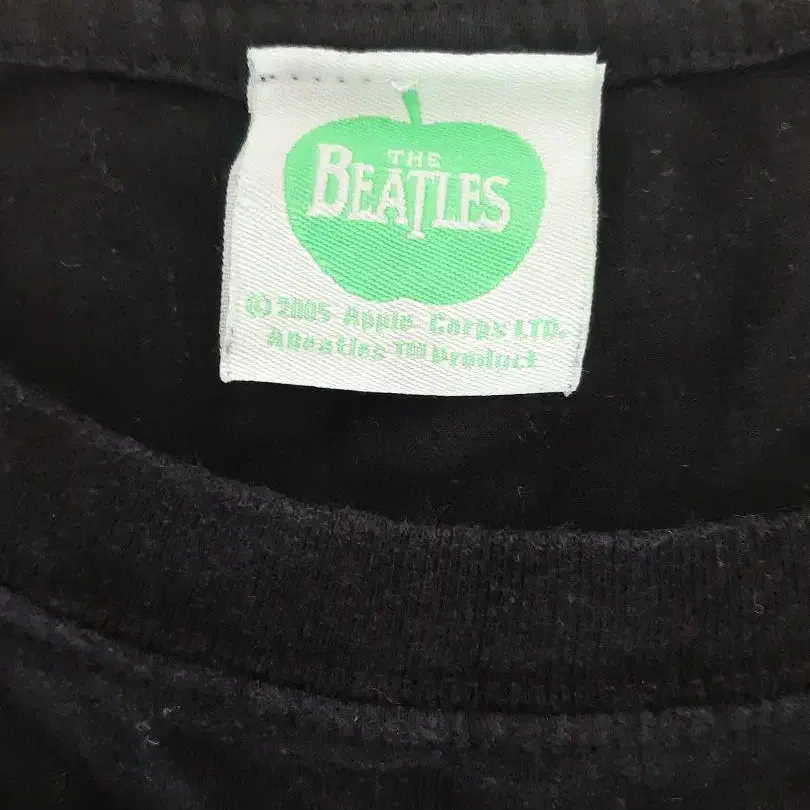 THE
BEATLES
© 2005 Apple Corps LTD.
A Beatles TM Product